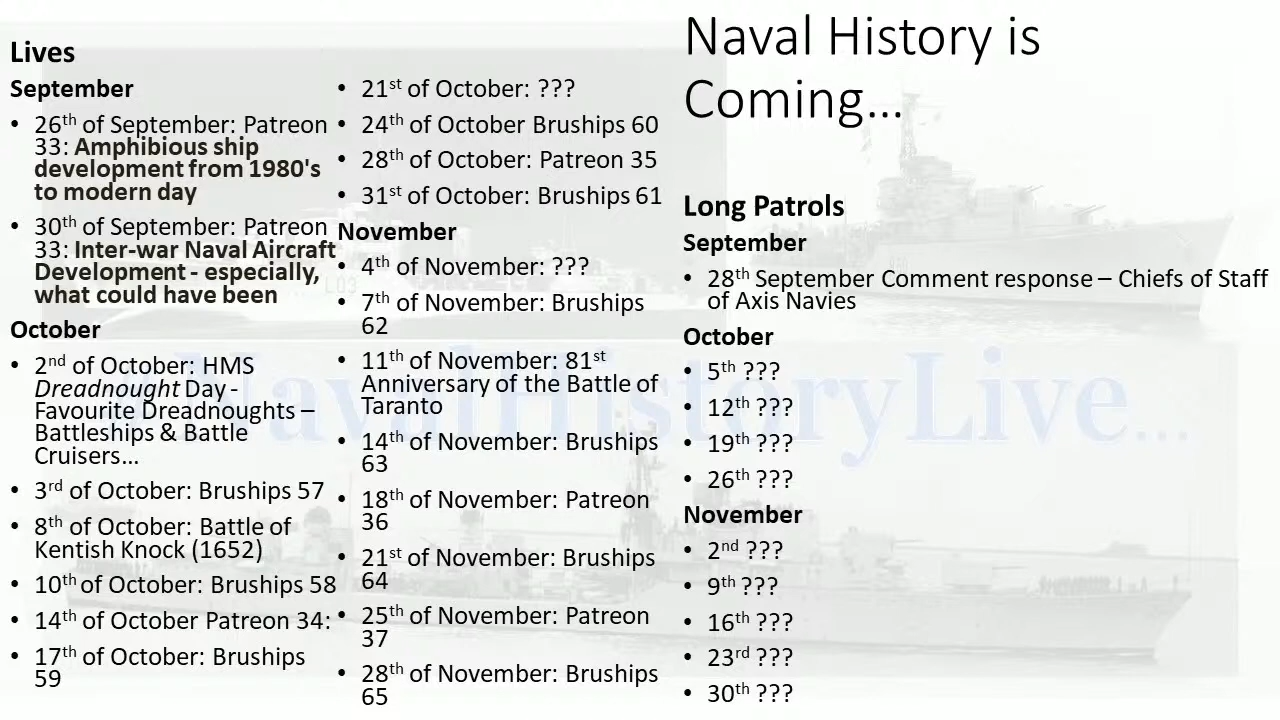 Naval History is
Coming...
Lives
September
• 26th of September: Patreon
33: Amphibious ship
development from 1980's
to modern day
• 30th of September: Patreon
33: Inter-war Naval Aircraft
Development - especially,
what could have been
October
• 2nd of October: HMS
Dreadnought Day -
Favourite Dreadnoughts –
Battleships & Battle
Cruisers...
• 3rd of October: Bruships 57
• 8th of October: Battle of
Kentish Knock (1652)
• 10th of October: Bruships 58
• 14th of October Patreon 34:
• 17th of October: Bruships
59
• 21st of October: ???
• 24th of October Bruships 60
• 28th of October: Patreon 35
• 31st of October: Bruships 61
November
• 4th of November: ???
• 7th of November: Bruships
62
• 11th of November: 81st
Anniversary of the Battle of
Taranto
• 14th of November: Bruships
63
• 18th of November: Patreon
36
• 21st of November: Bruships
64
• 25th of November: Patreon
37
• 28th of November: Bruships
65
Long Patrols
September
• 28th September Comment response – Chiefs of Staff
of Axis Navies
October
• 5th ???
• 12th ???
• 19th ???
• 26th ???
November
• 2nd ???
• 9th ???
• 16th ???
• 23rd ???
• 30th ???
NavalHistoryLive...
L03